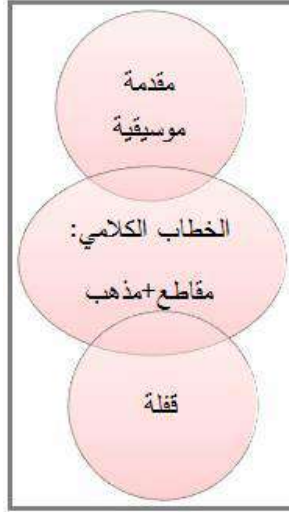 مقدمة
موسيقية
الخطاب الكلامي:
مقاطع+مذهب
قفلة